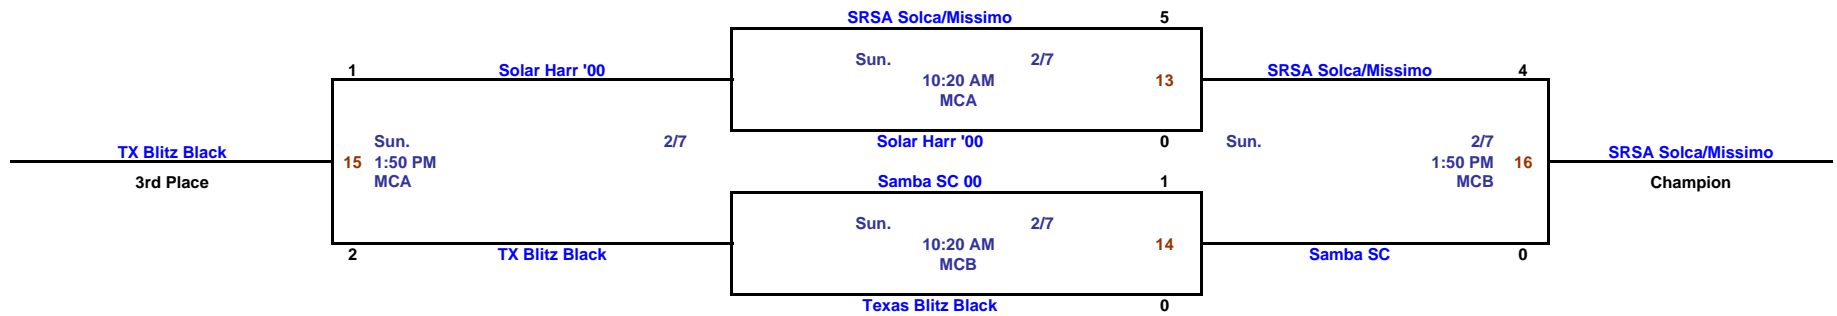 SRSA Solca/Missimo 5
Sun. 2/7
10:20 AM 13
MCA
Solar Harr '00 0
1 Solar Harr '00
Sun. 2/7
15 1:50 PM
MCA
2 TX Blitz Black
TX Blitz Black
3rd Place
Samba SC 00 1
Sun. 2/7
10:20 AM 14
MCB
Texas Blitz Black 0
SRSA Solca/Missimo 4
Sun. 2/7
1:50 PM 16
MCB
Samba SC 0
SRSA Solca/Missimo
Champion